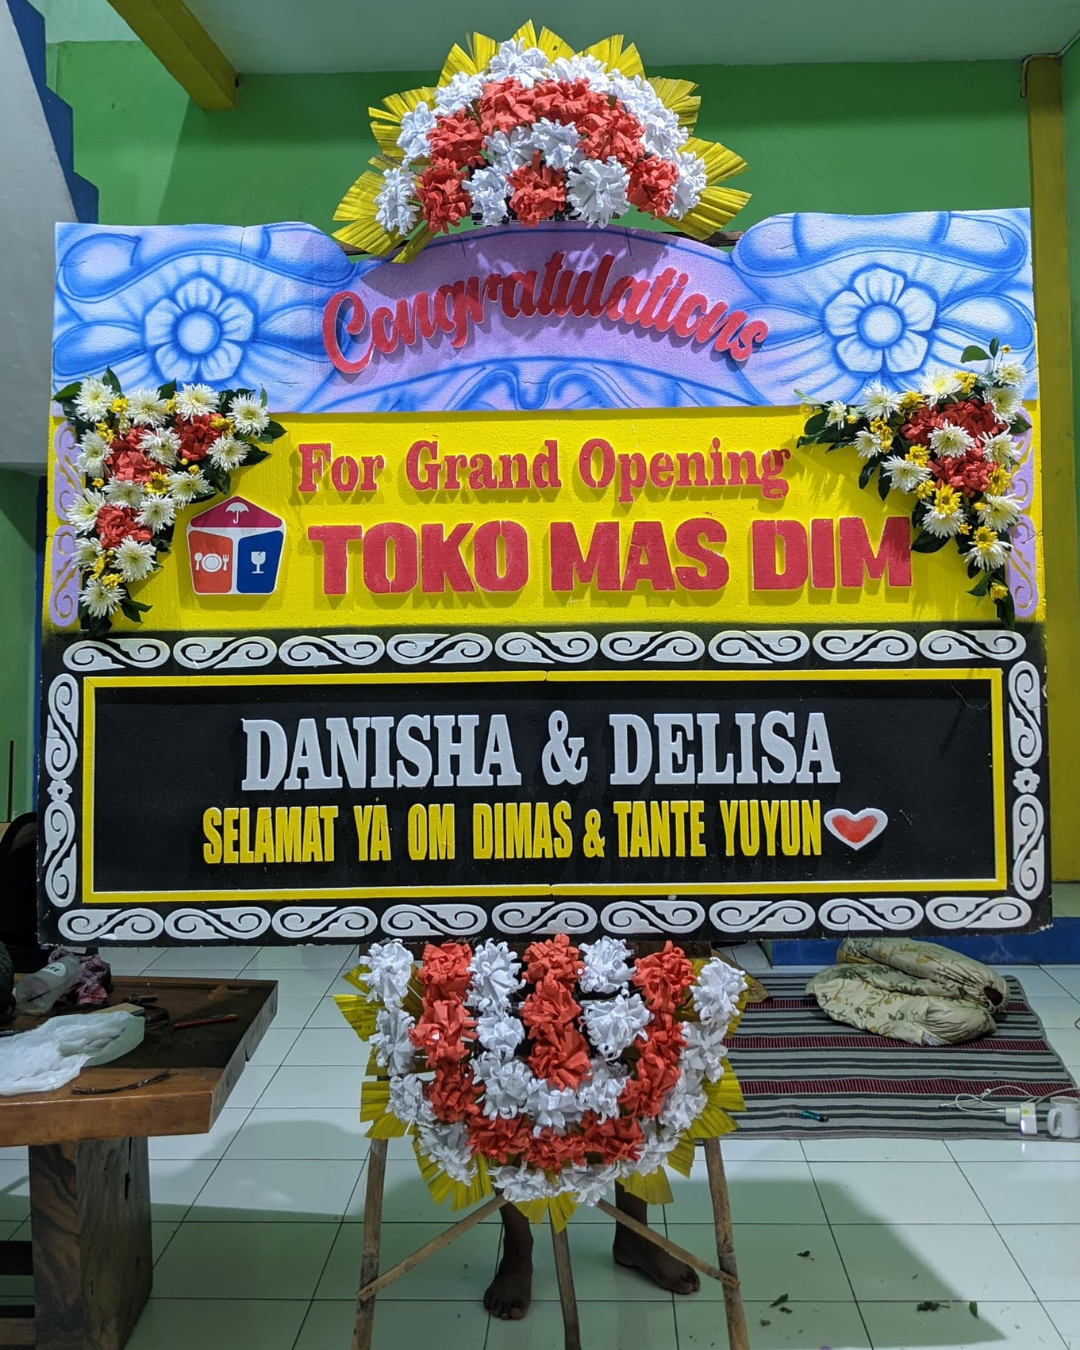 Congratulations
For Grand Opening
TOKO MAS DIM
DANISHA & DELISA
SELAMAT YA OM DIMAS & TANTE YUYUN